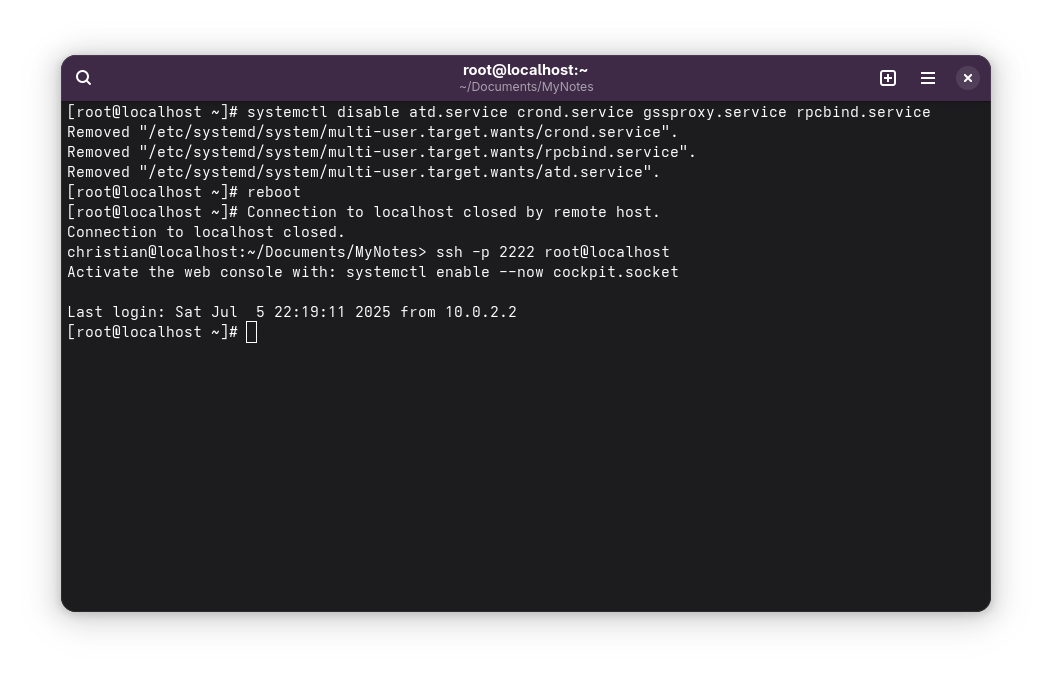 root@localhost:~
~/Documents/MyNotes
[root@localhost ~]# systemctl disable atd.service crond.service gssproxy.service rpcbind.service
Removed "/etc/systemd/system/multi-user.target.wants/crond.service".
Removed "/etc/systemd/system/multi-user.target.wants/rpcbind.service".
Removed "/etc/systemd/system/multi-user.target.wants/atd.service".
[root@localhost ~]# reboot
[root@localhost ~]# Connection to localhost closed by remote host.
Connection to localhost closed.
christian@localhost:~/Documents/MyNotes> ssh -p 2222 root@localhost
Activate the web console with: systemctl enable --now cockpit.socket

Last login: Sat Jul  5 22:19:11 2025 from 10.0.2.2
[root@localhost ~]#